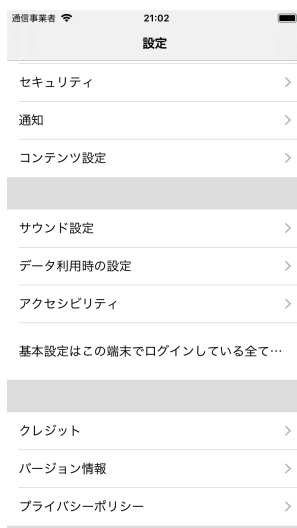 通信事業者 21:02
設定
セキュリティ
通知
コンテンツ設定
サウンド設定
データ利用時の設定
アクセシビリティ
基本設定はこの端末でログインしている全て…
クレジット
バージョン情報
プライバシーポリシー